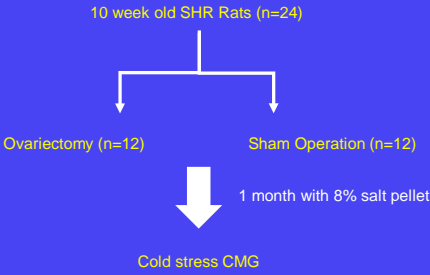 10 week old SHR Rats (n=24)
Ovariectomy (n=12)
Sham Operation (n=12)
1 month with 8% salt pellet
Cold stress CMG